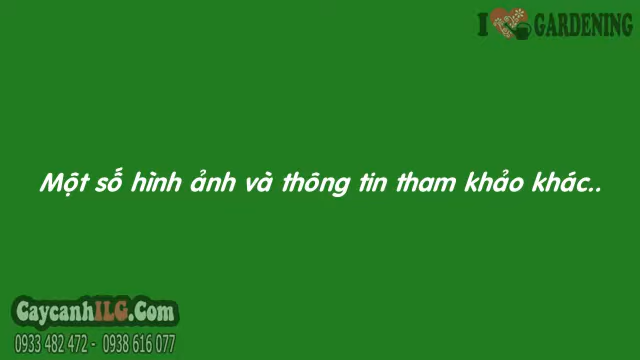 I GARDENING
Một số hình ảnh và thông tin tham khảo khác..
CaycanhILG.Com
0933 482 472 - 0938 616 077